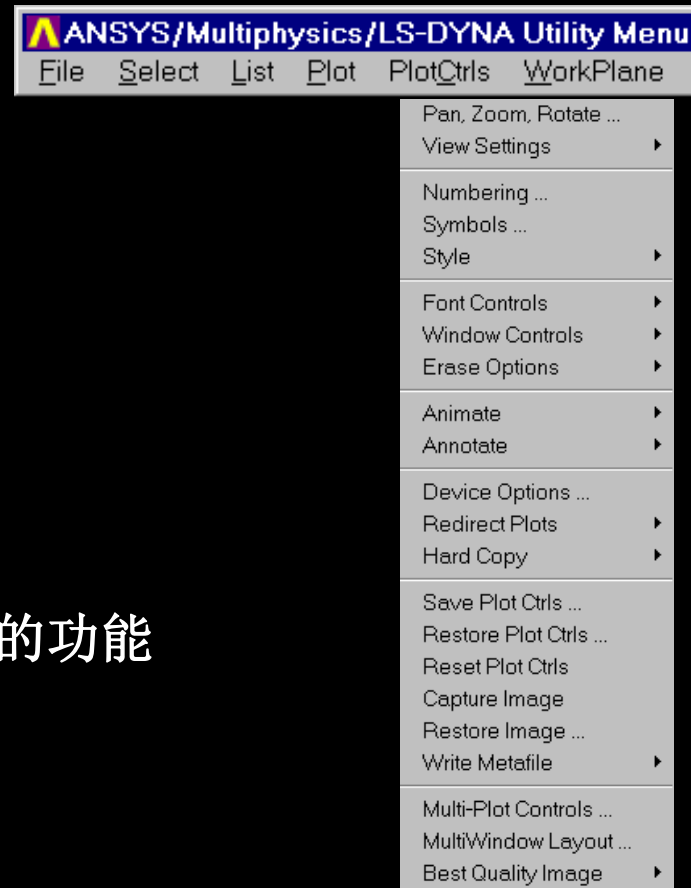 ANSYS/Multiphysics/LS-DYNA Utility Menu
File Select List Plot PlotCtrls WorkPlane
Pan, Zoom, Rotate ...
View Settings
Numbering ...
Symbols ...
Style
Font Controls
Window Controls
Erase Options
Animate
Annotate
Device Options ...
Redirect Plots
Hard Copy
Save Plot Ctrls ...
的功能
Restore Plot Ctrls ...
Reset Plot Ctrls
Capture Image
Restore Image ...
Write Metafile
Multi-Plot Controls ...
MultiWindow Layout ...
Best Quality Image